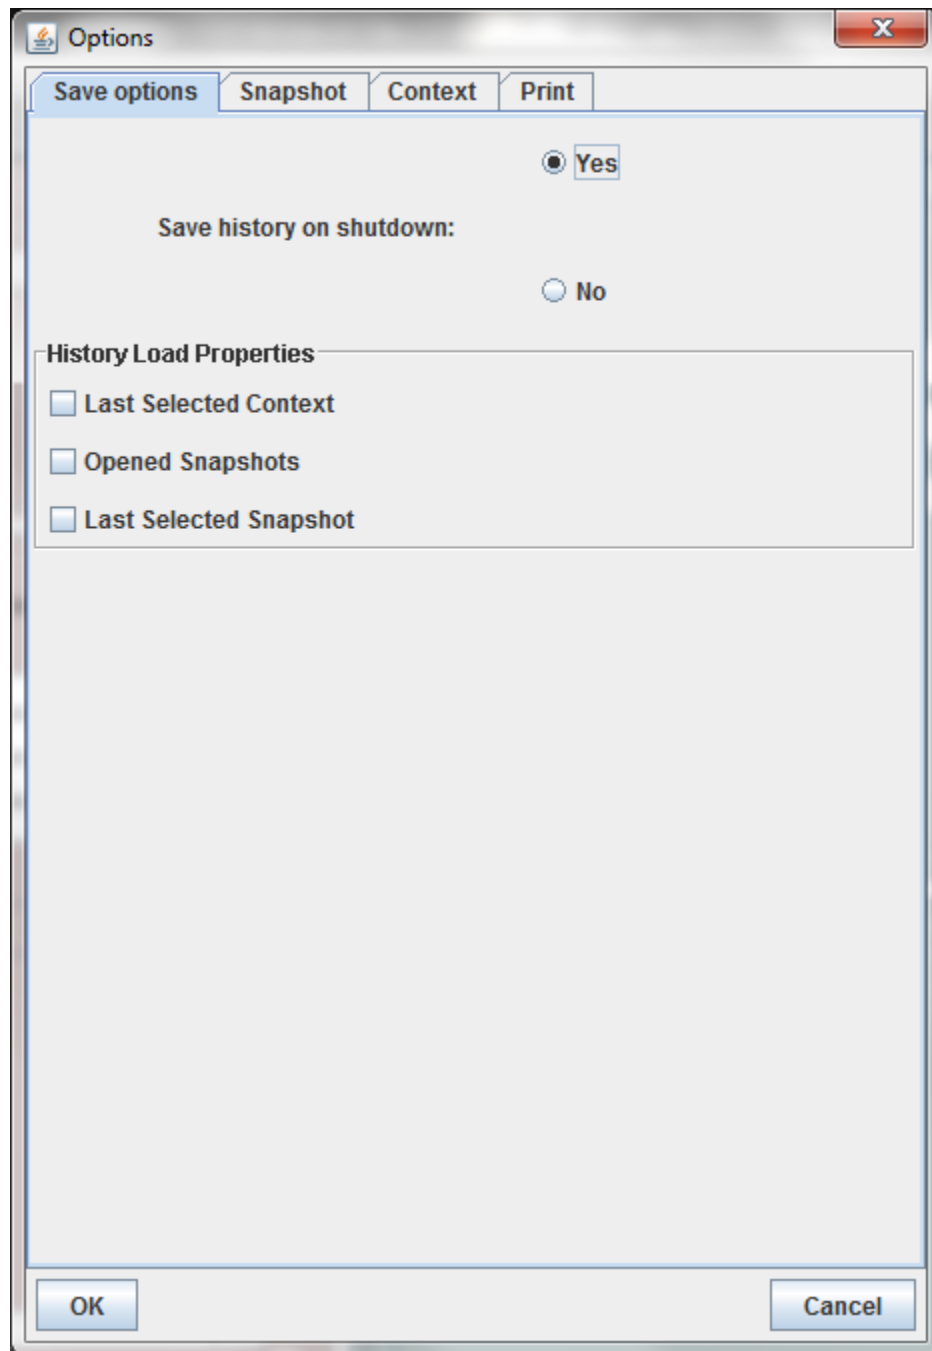 Options
Save options Snapshot Context Print
Yes
Save history on shutdown:
No
History Load Properties
Last Selected Context
Opened Snapshots
Last Selected Snapshot
OK Cancel